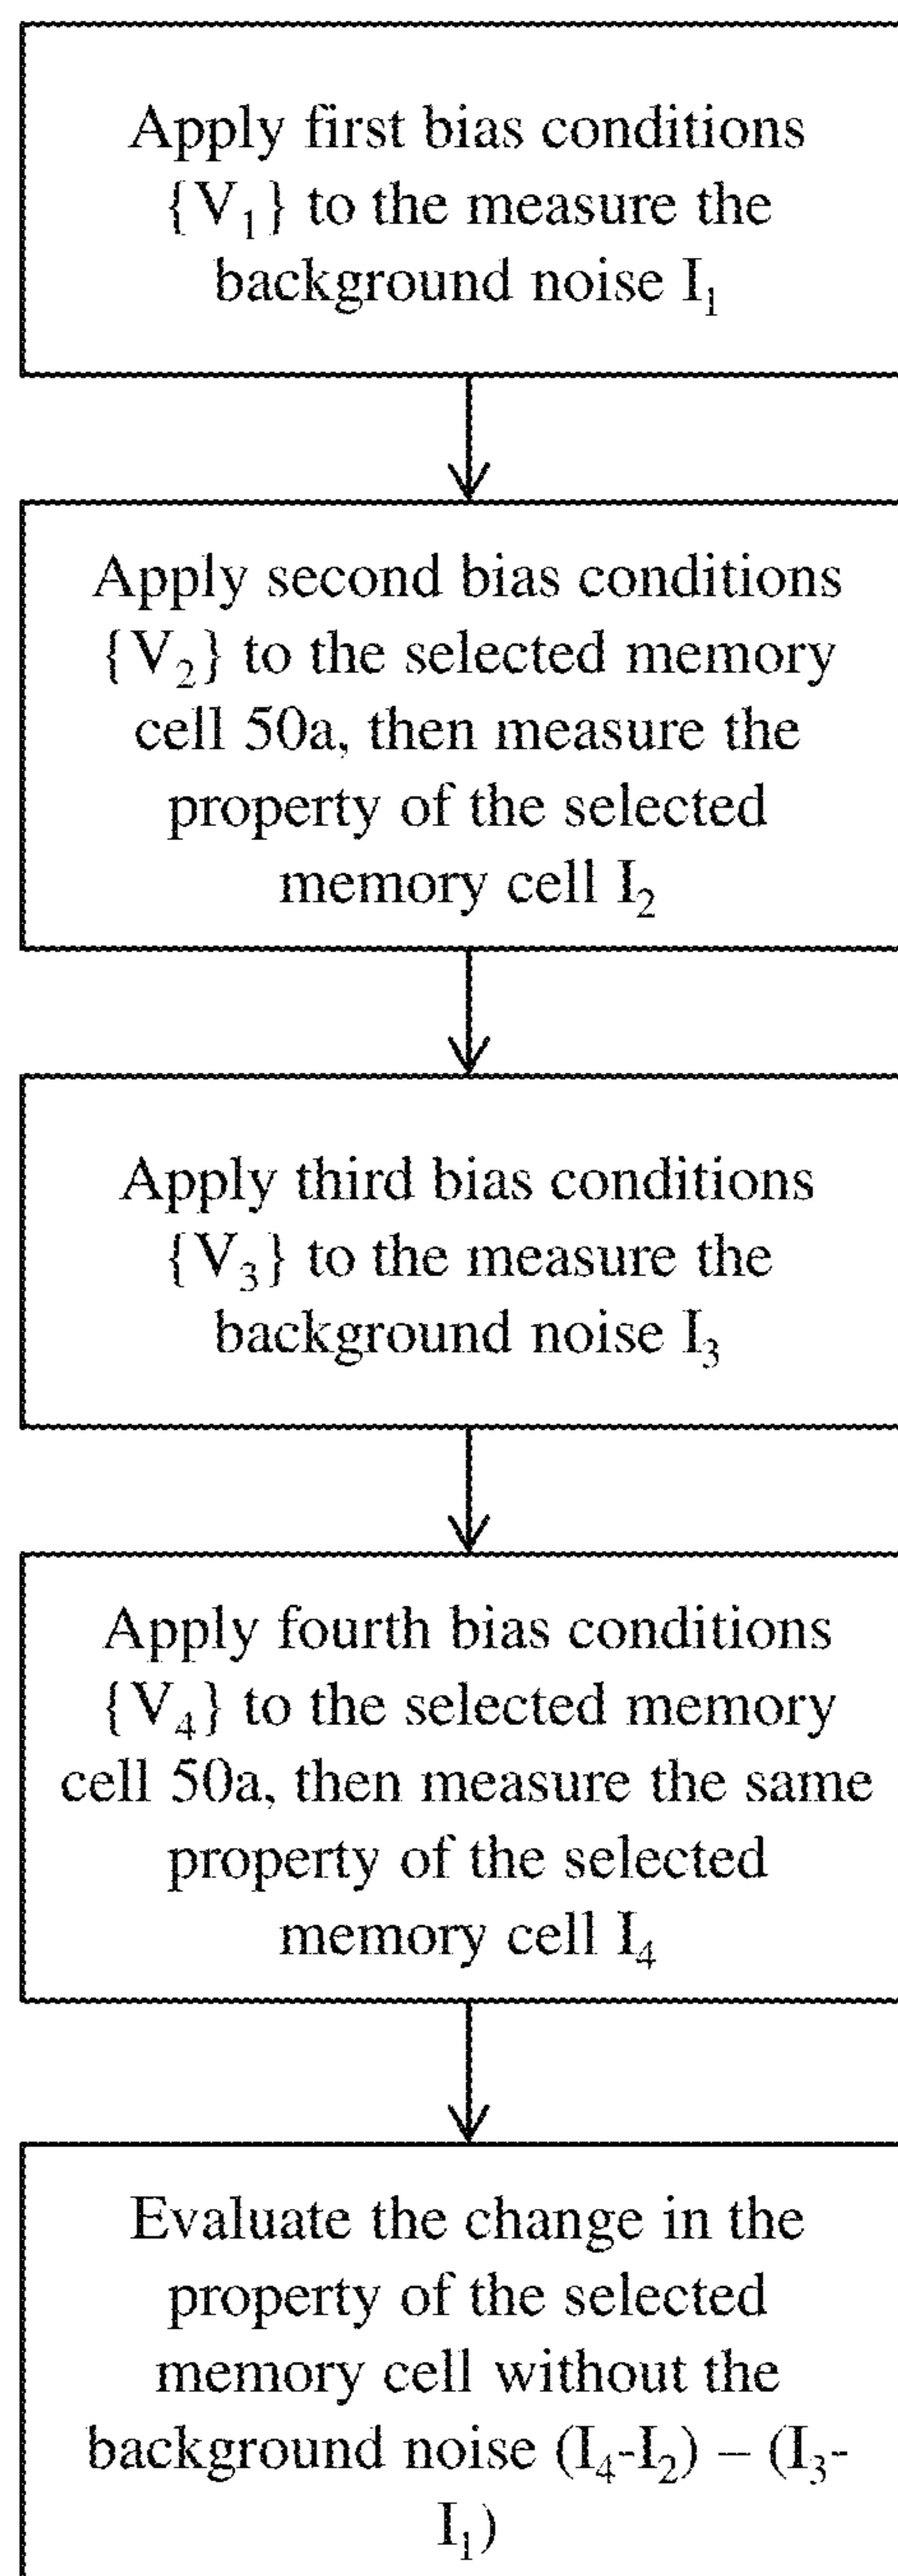 Apply first bias conditions
{V₁} to the measure the
background noise I₁
Apply second bias conditions
{V₂} to the selected memory
cell 50a, then measure the
property of the selected
memory cell I₂
Apply third bias conditions
{V₃} to the measure the
background noise I₃
Apply fourth bias conditions
{V₄} to the selected memory
cell 50a, then measure the same
property of the selected
memory cell I₄
Evaluate the change in the
property of the selected
memory cell without the
background noise (I₄-I₂) – (I₃-
I₁)